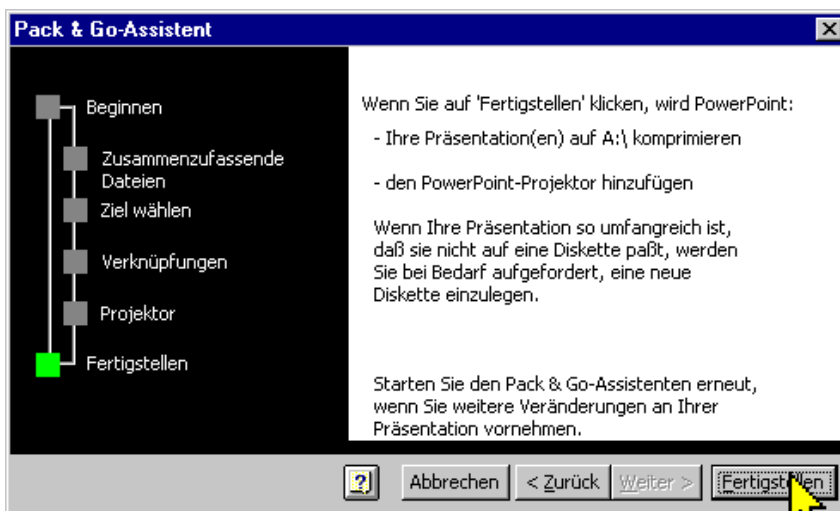 Pack & Go-Assistent
Beginnen
Zusammenzufassende
Dateien
Ziel wählen
Verknüpfungen
Projektor
Fertigstellen
Wenn Sie auf 'Fertigstellen' klicken, wird PowerPoint:
- Ihre Präsentation(en) auf A:\ komprimieren
- den PowerPoint-Projektor hinzufügen
Wenn Ihre Präsentation so umfangreich ist,
daß sie nicht auf eine Diskette paßt, werden
Sie bei Bedarf aufgefordert, eine neue
Diskette einzulegen.
Starten Sie den Pack & Go-Assistenten erneut,
wenn Sie weitere Veränderungen an Ihrer
Präsentation vornehmen.
Abbrechen < Zurück Weiter > Fertigstellen